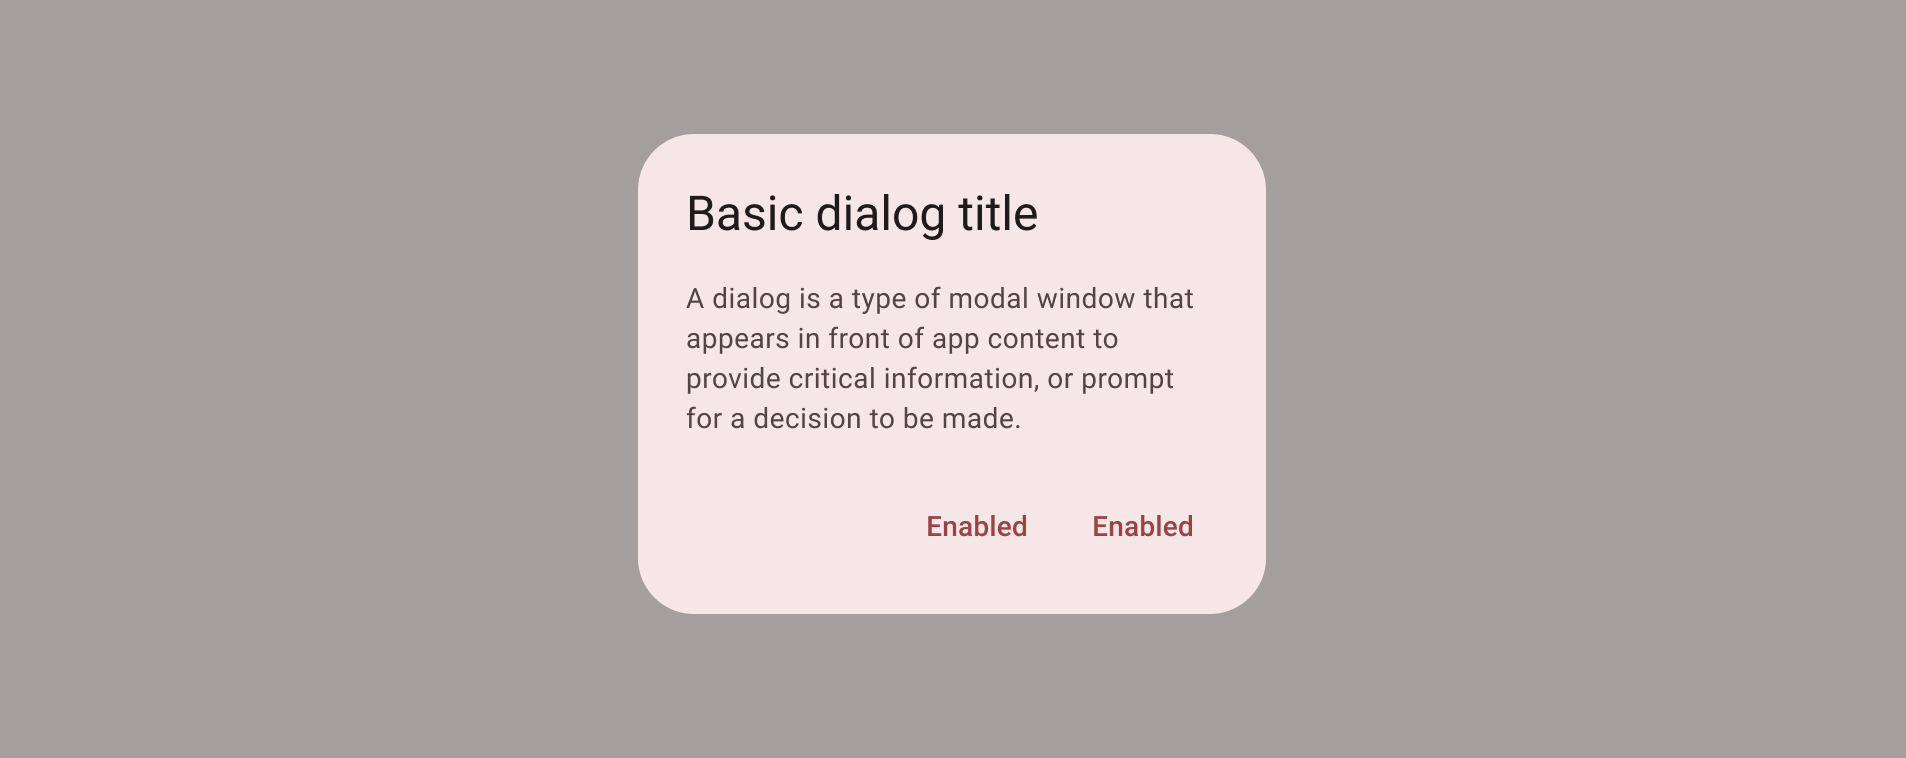 Basic dialog title
A dialog is a type of modal window that
appears in front of app content to
provide critical information, or prompt
for a decision to be made.
Enabled Enabled